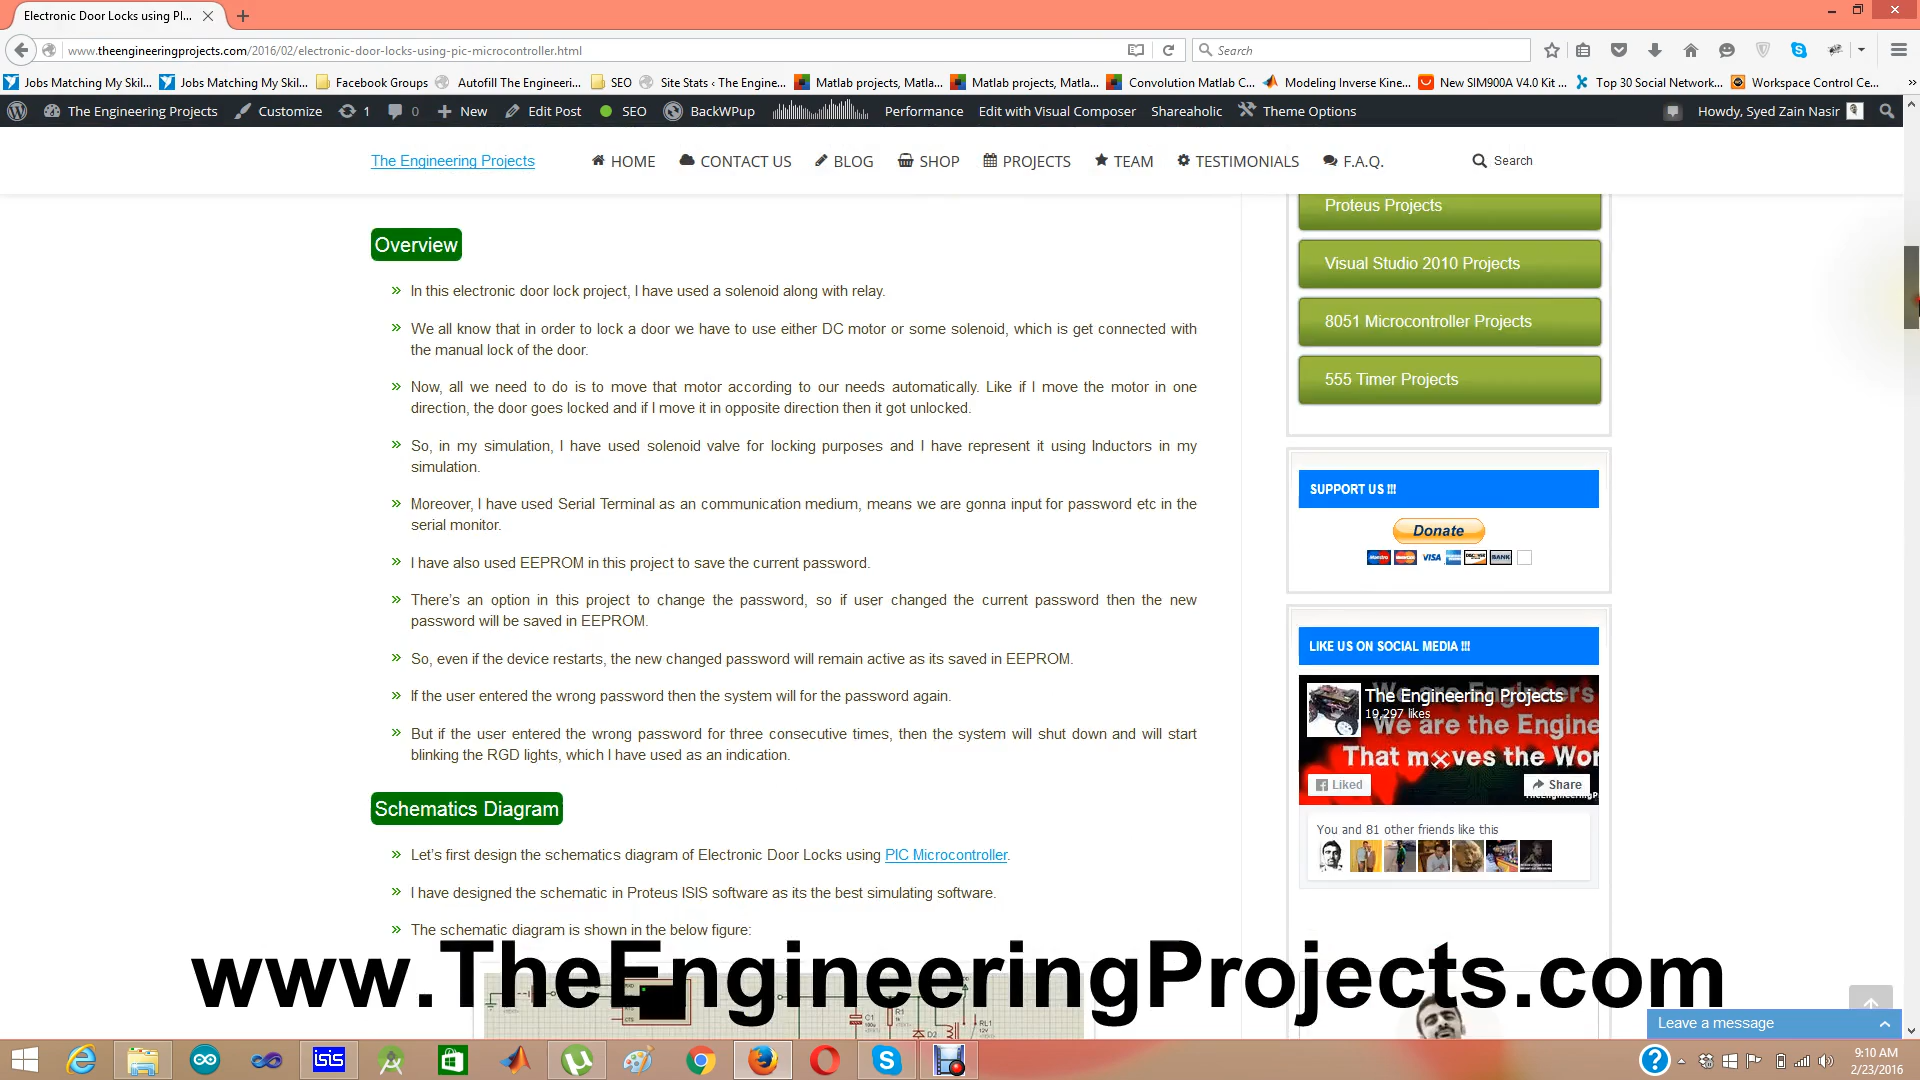 Electronic Door Locks using PI...
www.theengineeringprojects.com/2016/02/electronic-door-locks-using-pic-microcontroller.html
Search
Jobs Matching My Skil... Jobs Matching My Skil... Facebook Groups Autofill The Engineeri... SEO Site Stats ‹ The Engine... Matlab projects, Matla... Matlab projects, Matla... Convolution Matlab C... Modeling Inverse Kine... New SIM900A V4.0 Kit ... Top 30 Social Network... Workspace Control Ce...
The Engineering Projects Customize 1 0 New Edit Post SEO BackWPup Performance Edit with Visual Composer Shareaholic Theme Options Howdy, Syed Zain Nasir
The Engineering Projects HOME CONTACT US BLOG SHOP PROJECTS TEAM TESTIMONIALS F.A.Q. Search
Overview
In this electronic door lock project, I have used a solenoid along with relay.
We all know that in order to lock a door we have to use either DC motor or some solenoid, which is get connected with
the manual lock of the door.
Now, all we need to do is to move that motor according to our needs automatically. Like if I move the motor in one
direction, the door goes locked and if I move it in opposite direction then it got unlocked.
So, in my simulation, I have used solenoid valve for locking purposes and I have represent it using Inductors in my
simulation.
Moreover, I have used Serial Terminal as an communication medium, means we are gonna input for password etc in the
serial monitor.
I have also used EEPROM in this project to save the current password.
There's an option in this project to change the password, so if user changed the current password then the new
password will be saved in EEPROM.
So, even if the device restarts, the new changed password will remain active as its saved in EEPROM.
If the user entered the wrong password then the system will for the password again.
But if the user entered the wrong password for three consecutive times, then the system will shut down and will start
blinking the RGD lights, which I have used as an indication.
Schematics Diagram
Let's first design the schematics diagram of Electronic Door Locks using PIC Microcontroller.
I have designed the schematic in Proteus ISIS software as its the best simulating software.
The schematic diagram is shown in the below figure:
C1
R1
D2
RL1
Proteus Projects
Visual Studio 2010 Projects
8051 Microcontroller Projects
555 Timer Projects
SUPPORT US !!!
Donate
VISA
BANK
LIKE US ON SOCIAL MEDIA !!!
The Engineering Projects
19,297 likes
We are Engineers
We are the Engine
That moves the Wor
Liked Share
You and 81 other friends like this
www.TheEngineeringProjects.com
Leave a message
isis
9:10 AM
2/23/2016